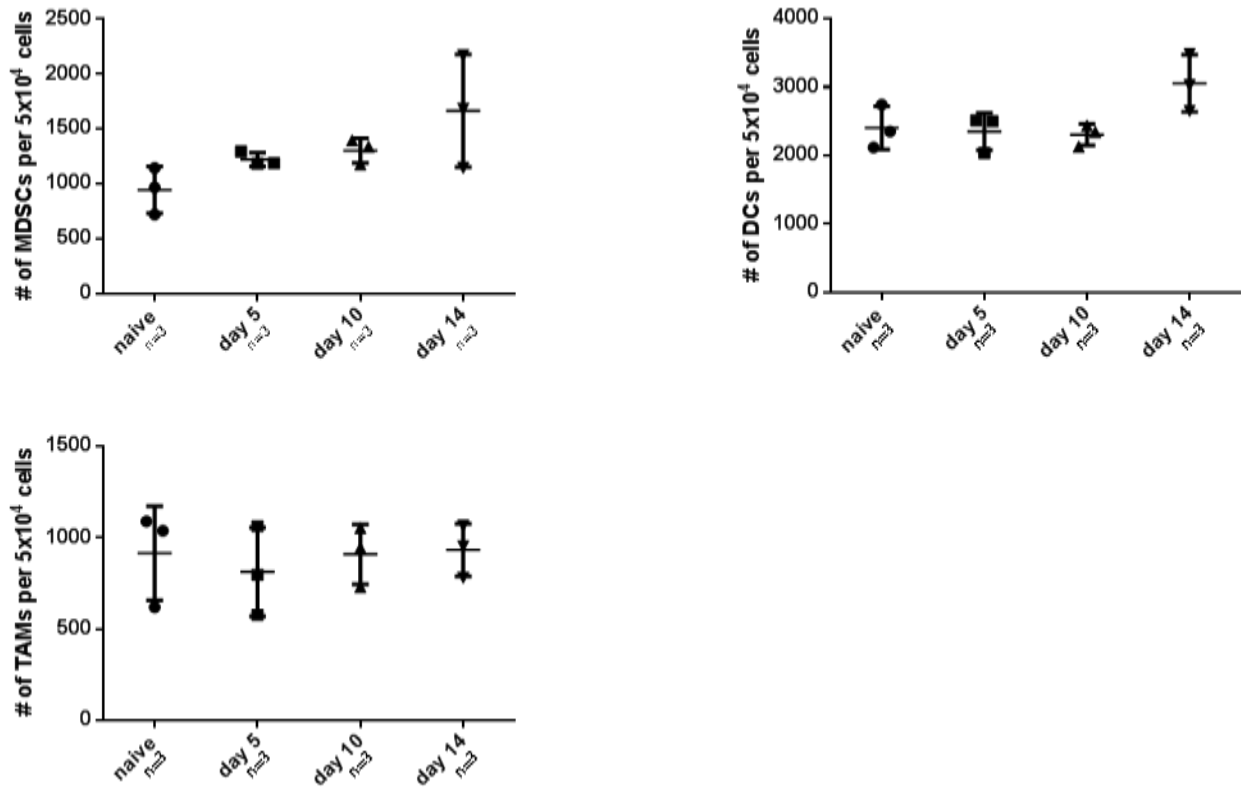 # of MDSCs per 5x10⁴ cells
2500
2000
1500
1000
500
0
naive
n=3
day 5
n=3
day 10
n=3
day 14
n=3
# of DCs per 5x10⁴ cells
4000
3000
2000
1000
0
naive
n=3
day 5
n=3
day 10
n=3
day 14
n=3
# of TAMs per 5x10⁴ cells
1500
1000
500
0
naive
n=3
day 5
n=3
day 10
n=3
day 14
n=3